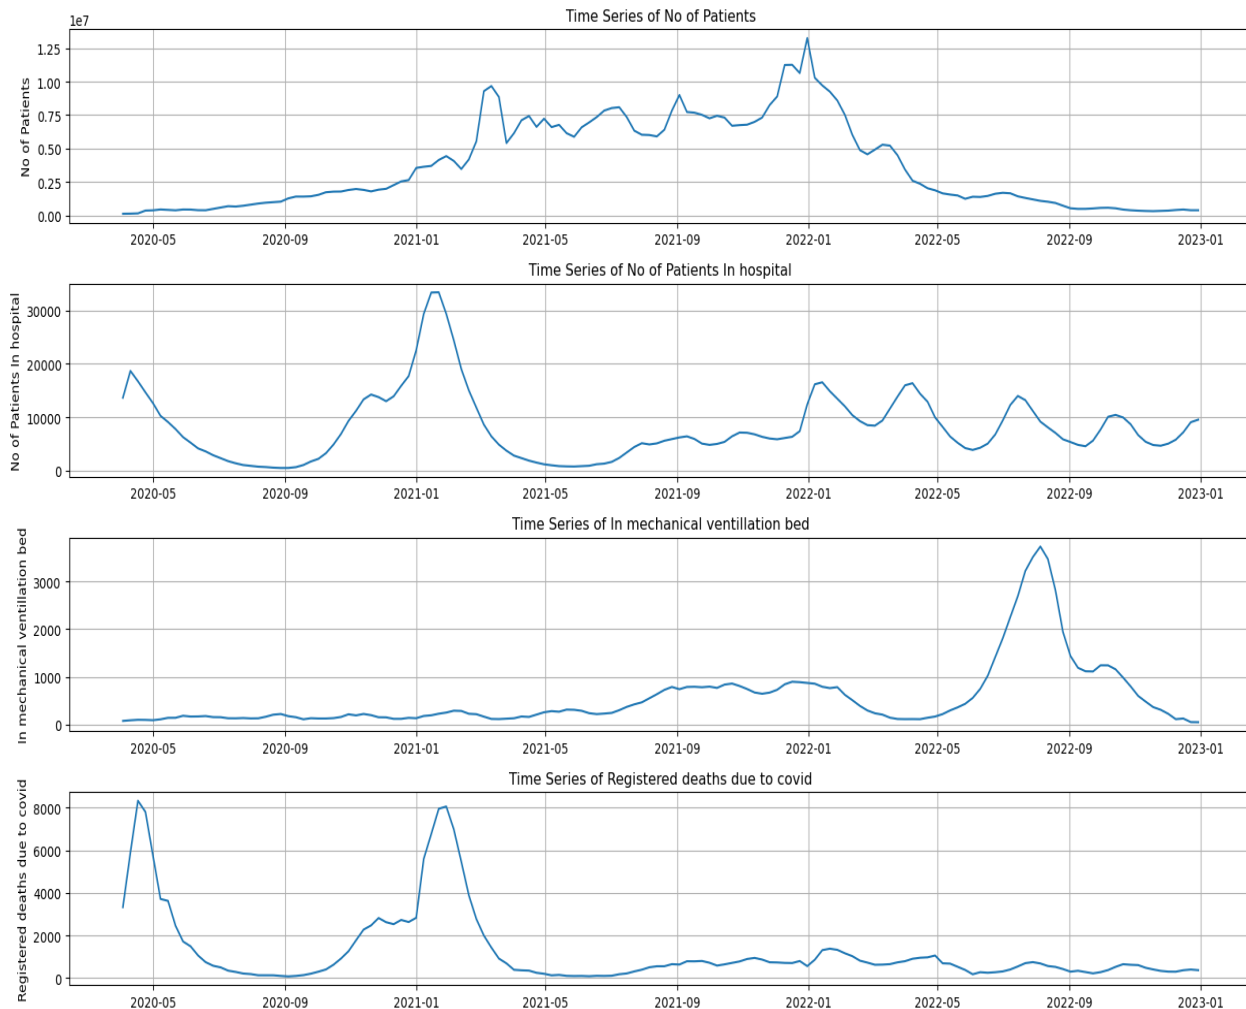 Time Series of No of Patients
1e7
No of Patients
1.25
1.00
0.75
0.50
0.25
0.00
2020-05 2020-09 2021-01 2021-05 2021-09 2022-01 2022-05 2022-09 2023-01
Time Series of No of Patients In hospital
No of Patients In hospital
30000
20000
10000
0
2020-05 2020-09 2021-01 2021-05 2021-09 2022-01 2022-05 2022-09 2023-01
Time Series of In mechanical ventillation bed
In mechanical ventillation bed
3000
2000
1000
0
2020-05 2020-09 2021-01 2021-05 2021-09 2022-01 2022-05 2022-09 2023-01
Time Series of Registered deaths due to covid
Registered deaths due to covid
8000
6000
4000
2000
0
2020-05 2020-09 2021-01 2021-05 2021-09 2022-01 2022-05 2022-09 2023-01